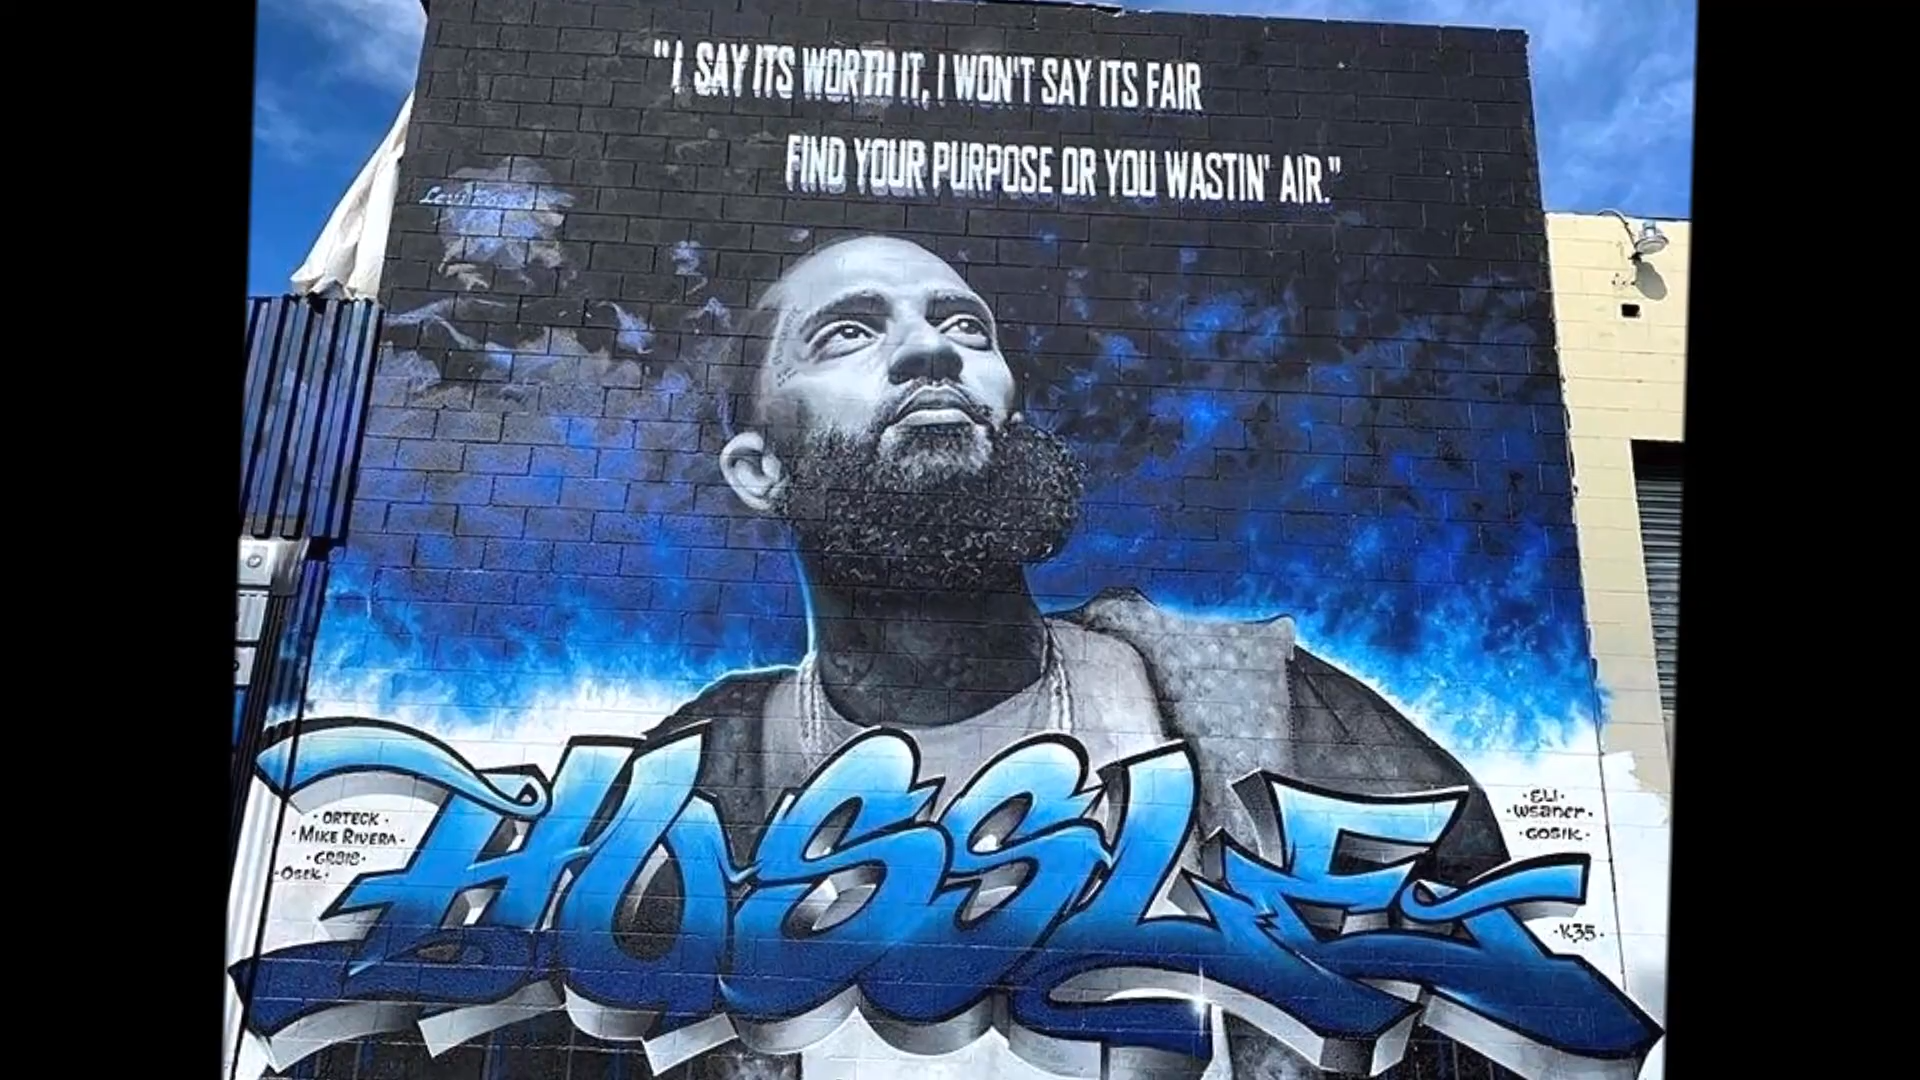 "I SAY ITS WORTH IT, I WON'T SAY ITS FAIR
FIND YOUR PURPOSE OR YOU WASTIN' AIR."
HUSSLE
· ORTECK ·
· MIKE RIVERA ·
· Osek ·
· ELI ·
· WSANER ·
· GOSIK ·
· K35 ·